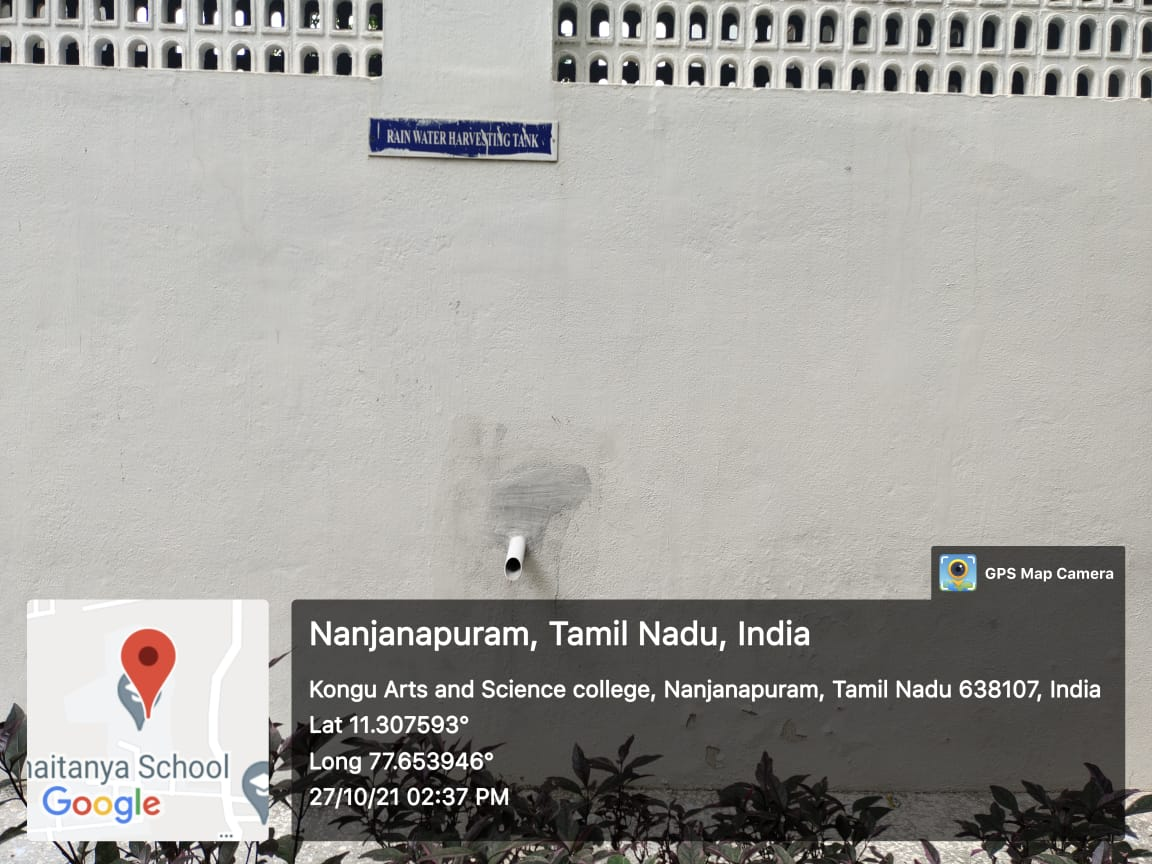 RAIN WATER HARVESTING TANK
GPS Map Camera
Nanjanapuram, Tamil Nadu, India
Kongu Arts and Science college, Nanjanapuram, Tamil Nadu 638107, India
Lat 11.307593°
Long 77.653946°
27/10/21 02:37 PM
haitanya School
Google